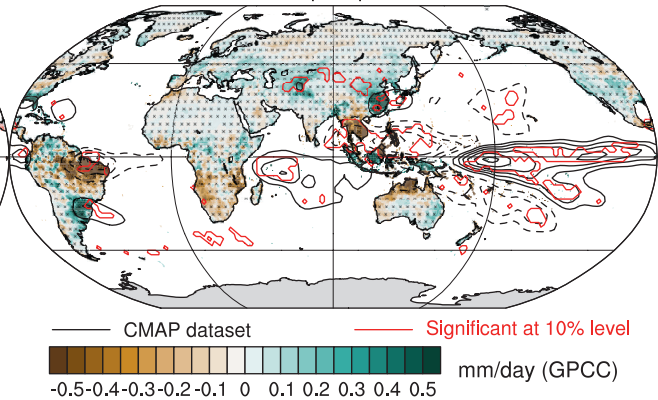 CMAP dataset
Significant at 10% level
mm/day (GPCC)
-0.5-0.4-0.3-0.2-0.1 0 0.1 0.2 0.3 0.4 0.5